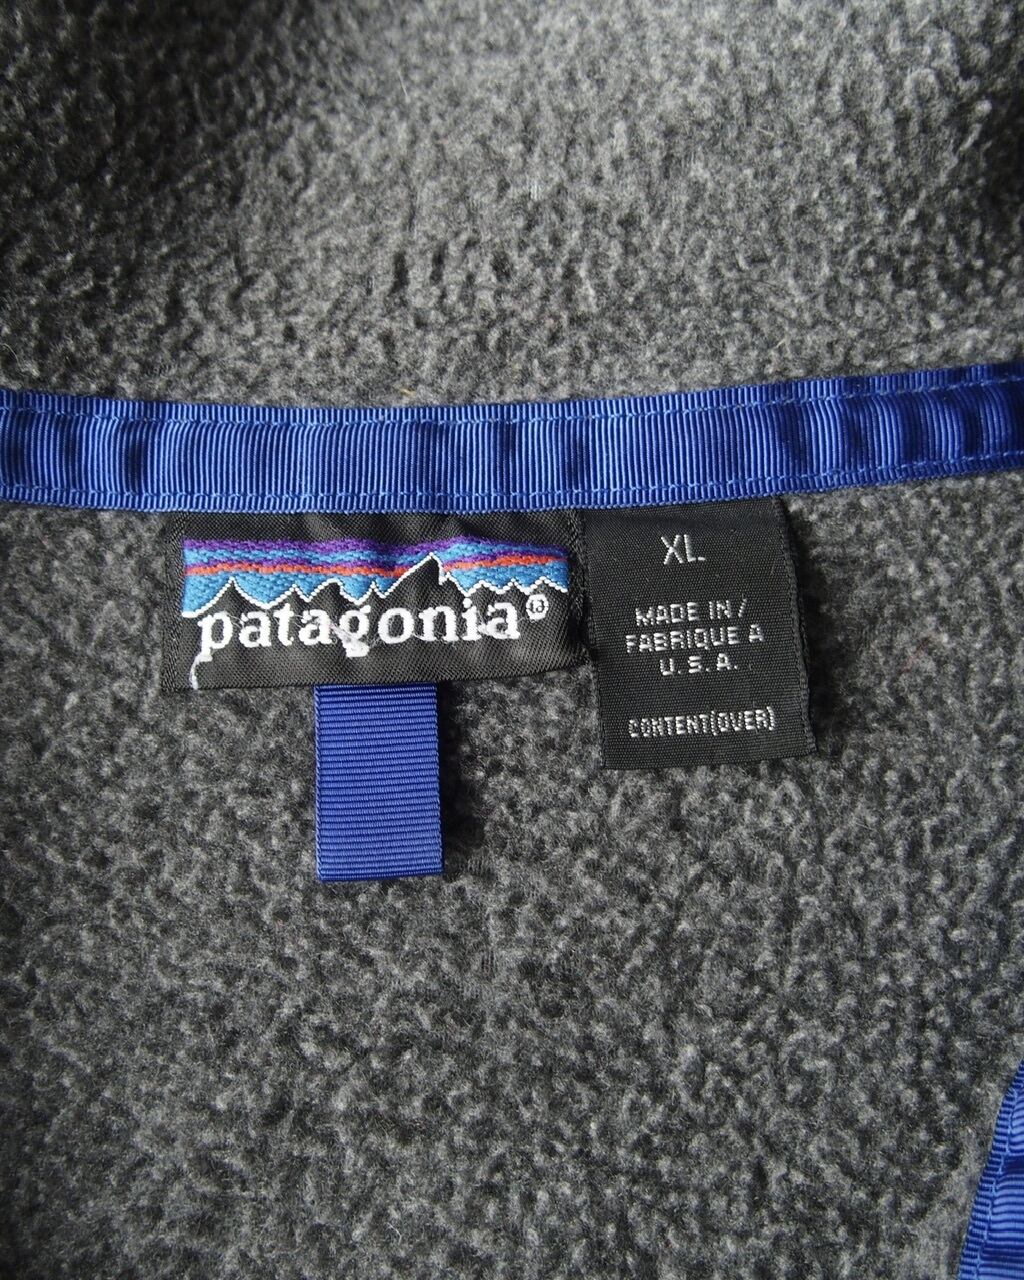 patagonia®
XL
MADE IN /
FABRIQUE A
U.S.A.
CONTENT(OVER)